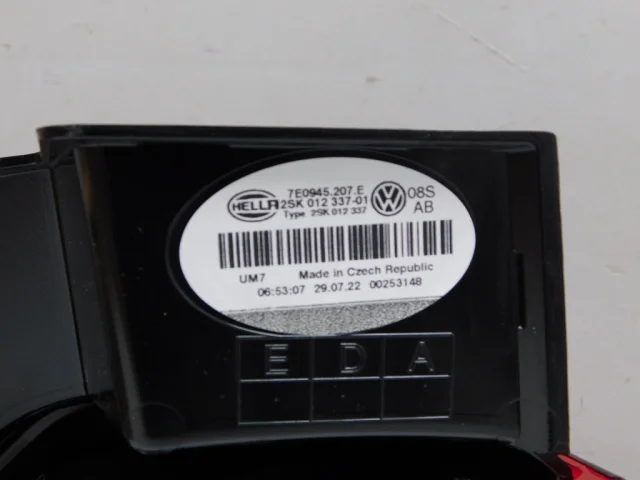 7E0945.207.E
HELLA 2SK 012 337-01 VW 08S
Type 2SK 012 337 AB
UM7 Made in Czech Republic
06:53:07 29.07.22 00253148
E D A